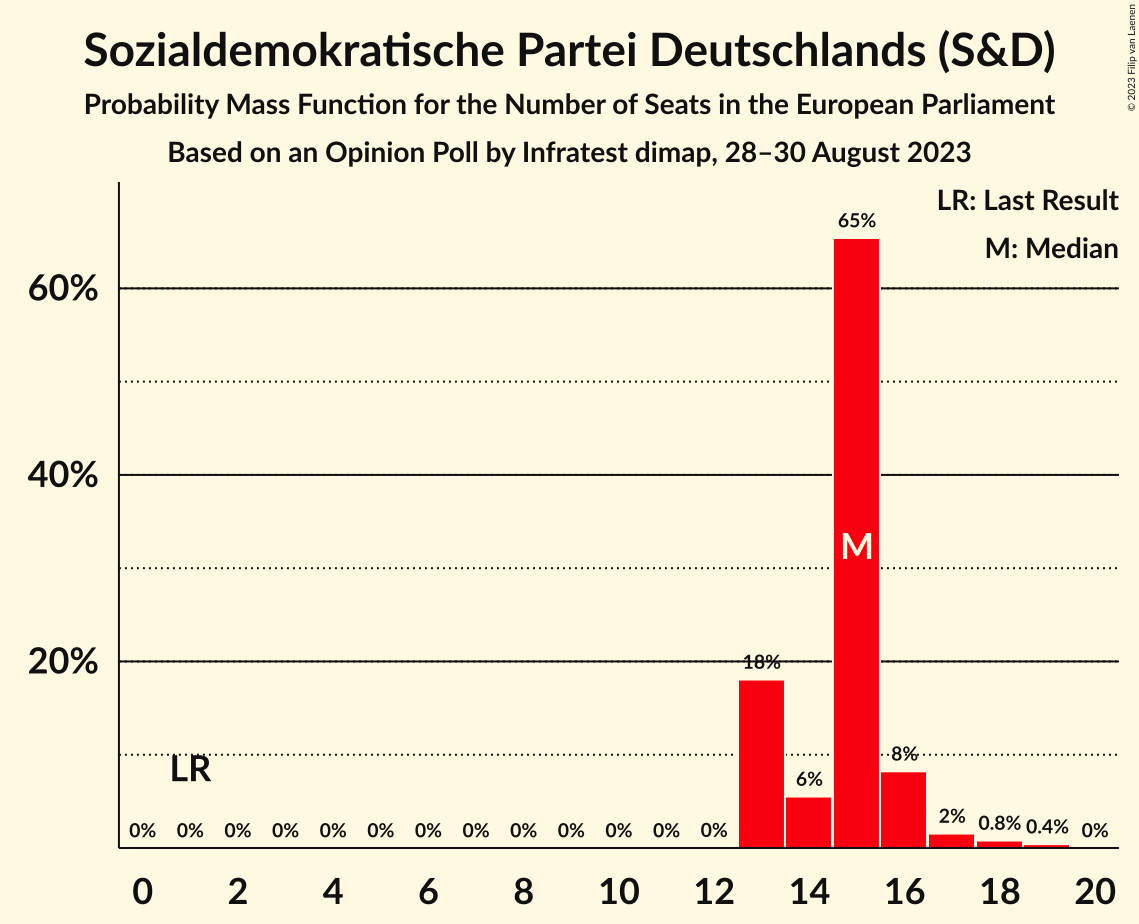 Sozialdemokratische Partei Deutschlands (S&D)
Probability Mass Function for the Number of Seats in the European Parliament
Based on an Opinion Poll by Infratest dimap, 28–30 August 2023
© 2023 Filip van Laenen
LR: Last Result
M: Median
65%
60%
40%
M
20%
18%
LR
8%
6%
0% 0% 0% 0% 0% 0% 0% 0% 0% 0% 0% 0% 0% 2% 0.8% 0.4% 0%
0 2 4 6 8 10 12 14 16 18 20